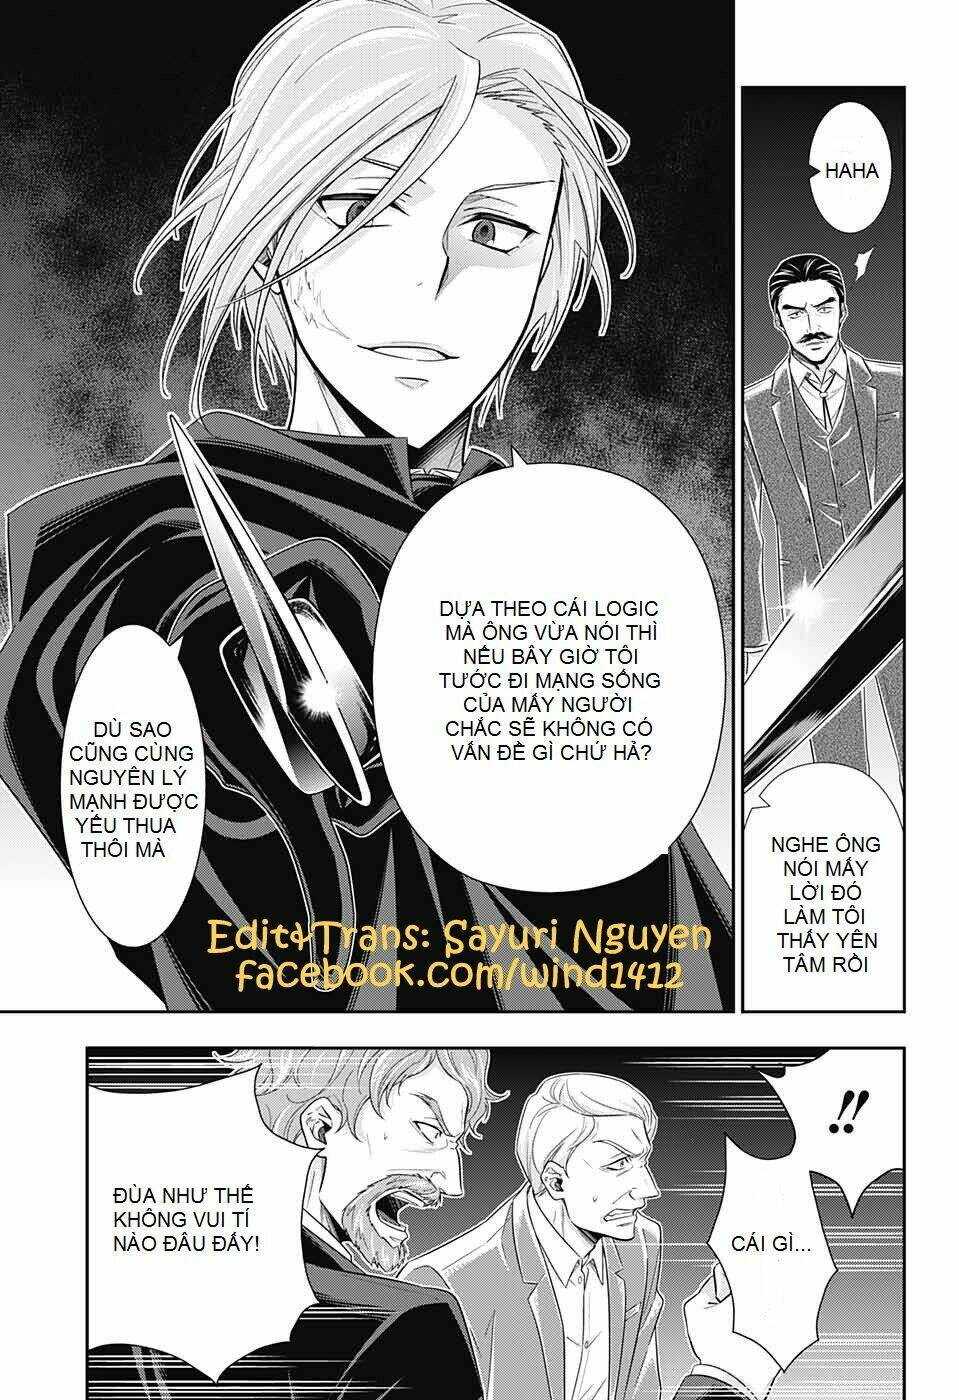 HAHA
NGHE ÔNG
NÓI MẤY
LỜI ĐÓ
LÀM TÔI
THẤY YÊN
TÂM RỒI
DỰA THEO CÁI LOGIC
MÀ ÔNG VỪA NÓI THÌ
NẾU BÂY GIỜ TÔI
TƯỚC ĐI MẠNG SỐNG
CỦA MẤY NGƯỜI
CHẮC SẼ KHÔNG CÓ
VẤN ĐỀ GÌ CHỨ HẢ?
DÙ SAO
CŨNG CÙNG
NGUYÊN LÝ
MẠNH ĐƯỢC
YẾU THUA
THÔI MÀ
Edit&Trans: Sayuri Nguyen
facebook.com/wind1412
!!
CÁI GÌ...
ĐÙA NHƯ THẾ
KHÔNG VUI TÍ
NÀO ĐÂU ĐẤY!